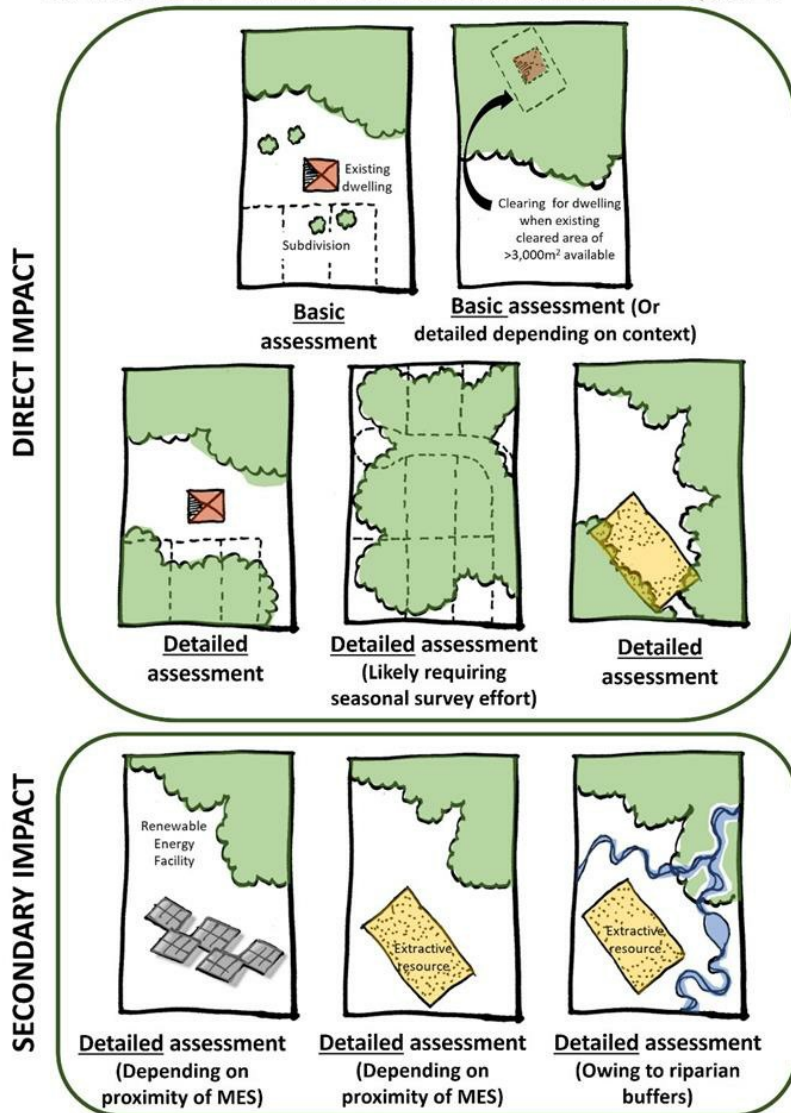 DIRECT IMPACT
Existing
dwelling
Subdivision
Basic
assessment
Clearing for dwelling
when existing
cleared area of
>3,000m² available
Basic assessment (Or
detailed depending on context)
Detailed
assessment
Detailed assessment
(Likely requiring
seasonal survey effort)
Detailed
assessment
SECONDARY IMPACT
Renewable
Energy
Facility
Detailed assessment
(Depending on
proximity of MES)
Extractive
resource
Detailed assessment
(Depending on
proximity of MES)
Extractive
resource
Detailed assessment
(Owing to riparian
buffers)